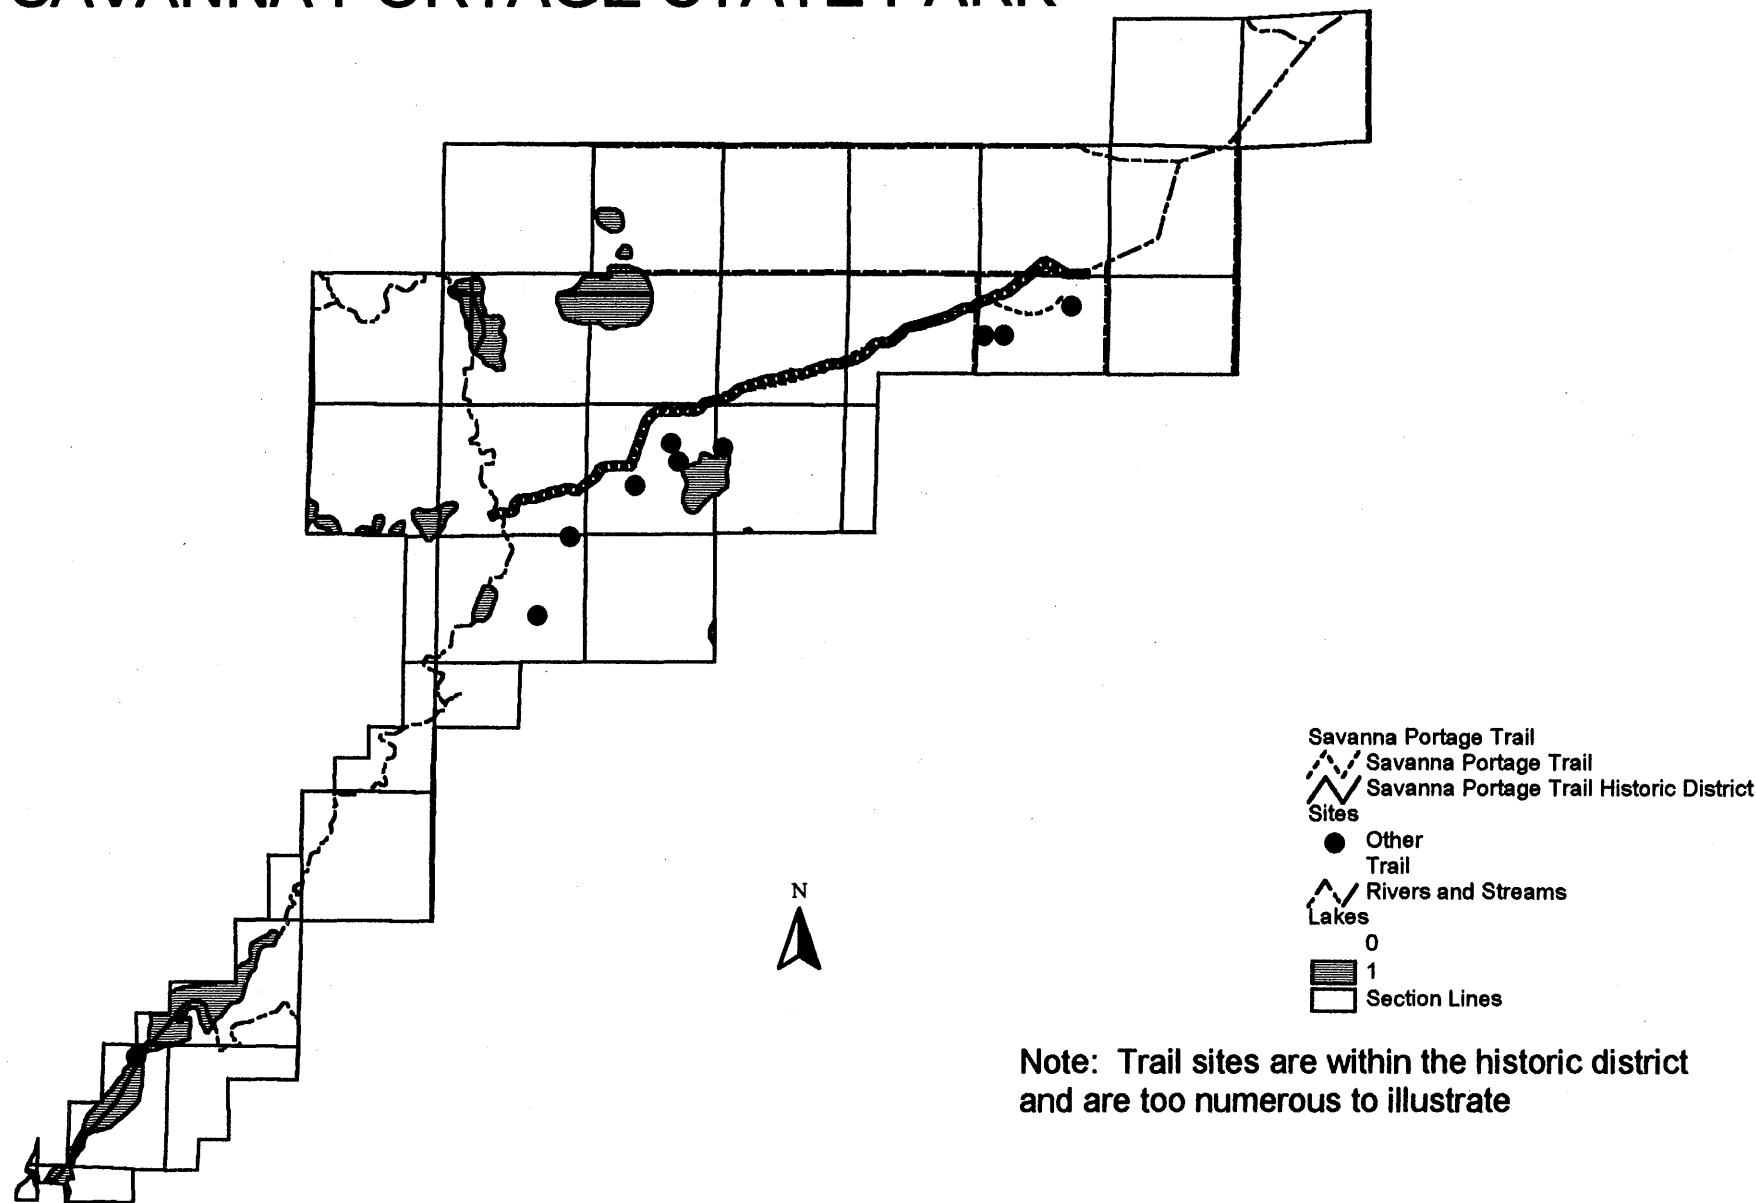 SAVANNA PORTAGE STATE PARK
Savanna Portage Trail
Savanna Portage Trail
Savanna Portage Trail Historic District
Sites
Other
Trail
Rivers and Streams
Lakes
0
1
Section Lines
N
Note: Trail sites are within the historic district
and are too numerous to illustrate